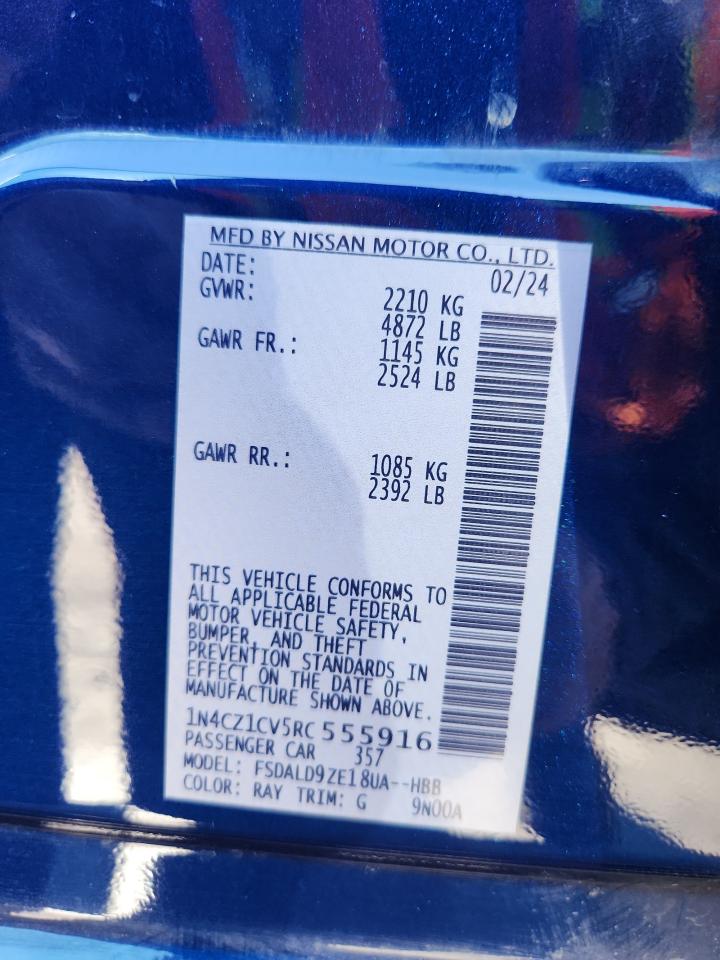 MFD BY NISSAN MOTOR CO., LTD.
DATE: 02/24
GVWR: 2210 KG
4872 LB
GAWR FR.: 1145 KG
2524 LB
GAWR RR.: 1085 KG
2392 LB
THIS VEHICLE CONFORMS TO
ALL APPLICABLE FEDERAL
MOTOR VEHICLE SAFETY,
BUMPER, AND THEFT
PREVENTION STANDARDS IN
EFFECT ON THE DATE OF
MANUFACTURE SHOWN ABOVE.
1N4CZ1CV5RC555916
PASSENGER CAR 357
MODEL: FSDALD9ZE18UA--HBB
COLOR: RAY TRIM: G 9N00A